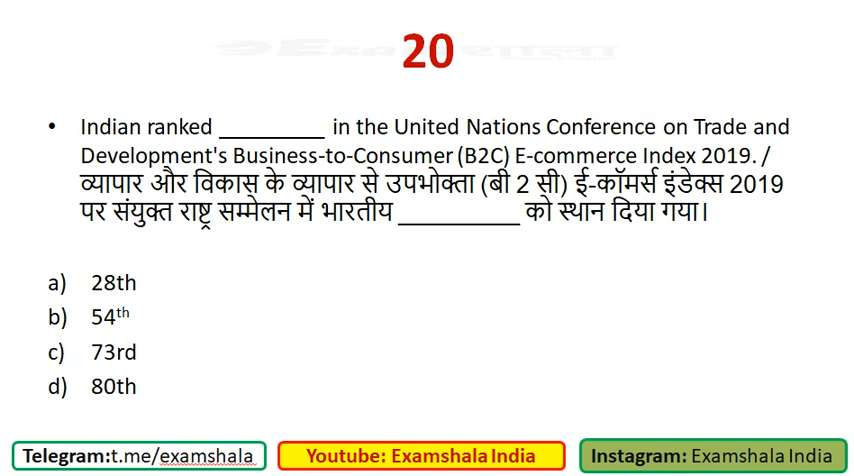 20
• Indian ranked _________ in the United Nations Conference on Trade and
Development's Business-to-Consumer (B2C) E-commerce Index 2019. /
व्यापार और विकास के व्यापार से उपभोक्ता (बी 2 सी) ई-कॉमर्स इंडेक्स 2019
पर संयुक्त राष्ट्र सम्मेलन में भारतीय __________ को स्थान दिया गया।
a) 28th
b) 54th
c) 73rd
d) 80th
Telegram:t.me/examshala
Youtube: Examshala India
Instagram: Examshala India